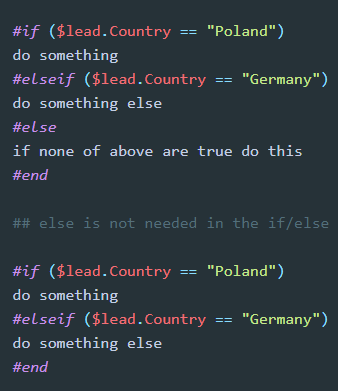 #if ($lead.Country == "Poland")
do something
#elseif ($lead.Country == "Germany")
do something else
#else
if none of above are true do this
#end
## else is not needed in the if/else
#if ($lead.Country == "Poland")
do something
#elseif ($lead.Country == "Germany")
do something else
#end